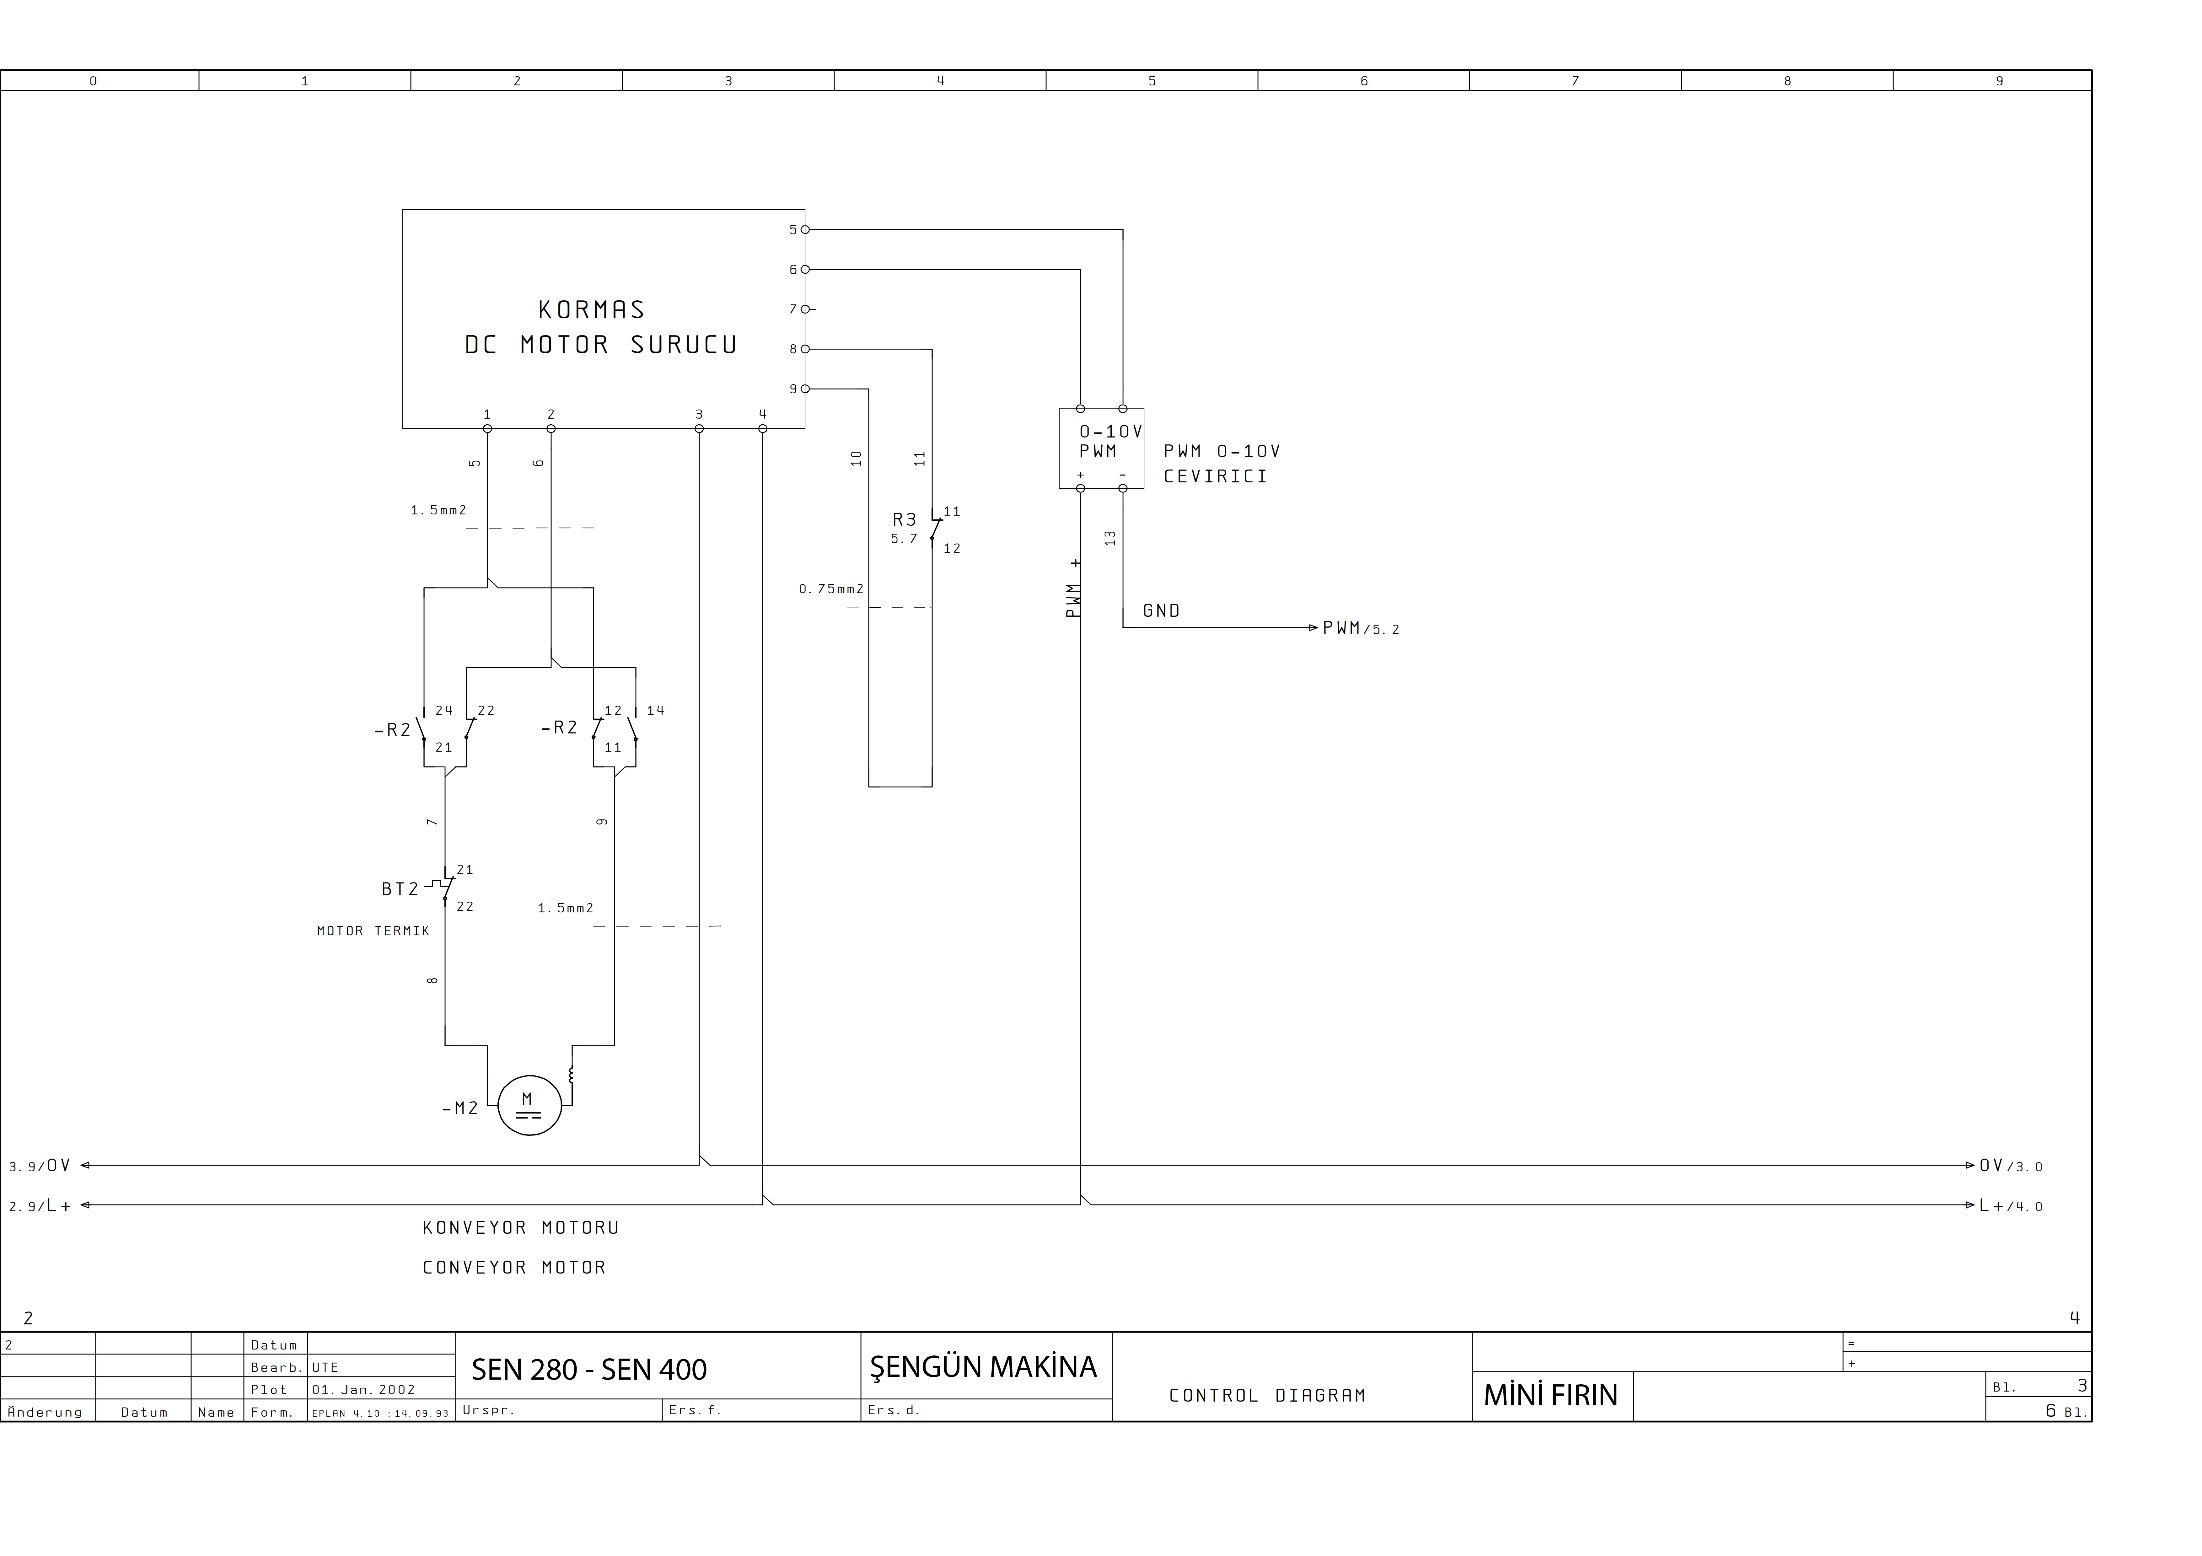 0 1 2 3 4 5 6 7 8 9
5
6
KORMAS
7
DC MOTOR SURUCU
8
9
1 2 3 4
0-10V
PWM
+ -
PWM 0-10V
CEVIRICI
5 6 10 11
1.5mm2
R3 11
5.7 12
13
PWM +
0.75mm2
GND
PWM/5.2
-R2 24 22
21
-R2 12 14
11
7 9
BT2 21
22
1.5mm2
MOTOR TERMIK
8
M
-M2
3.9/0V 0V/3.0
2.9/L+ L+/4.0
KONVEYOR MOTORU
CONVEYOR MOTOR
2 4
2 Datum
Bearb. UTE
Plot 01.Jan.2002
Änderung Datum Name Form. EPLAN 4.10 :14.09.93
SEN 280 - SEN 400
Urspr. Ers.f. Ers.d.
ŞENGÜN MAKİNA
CONTROL DIAGRAM
MİNİ FIRIN
=
+
Bl. 3
6 Bl.